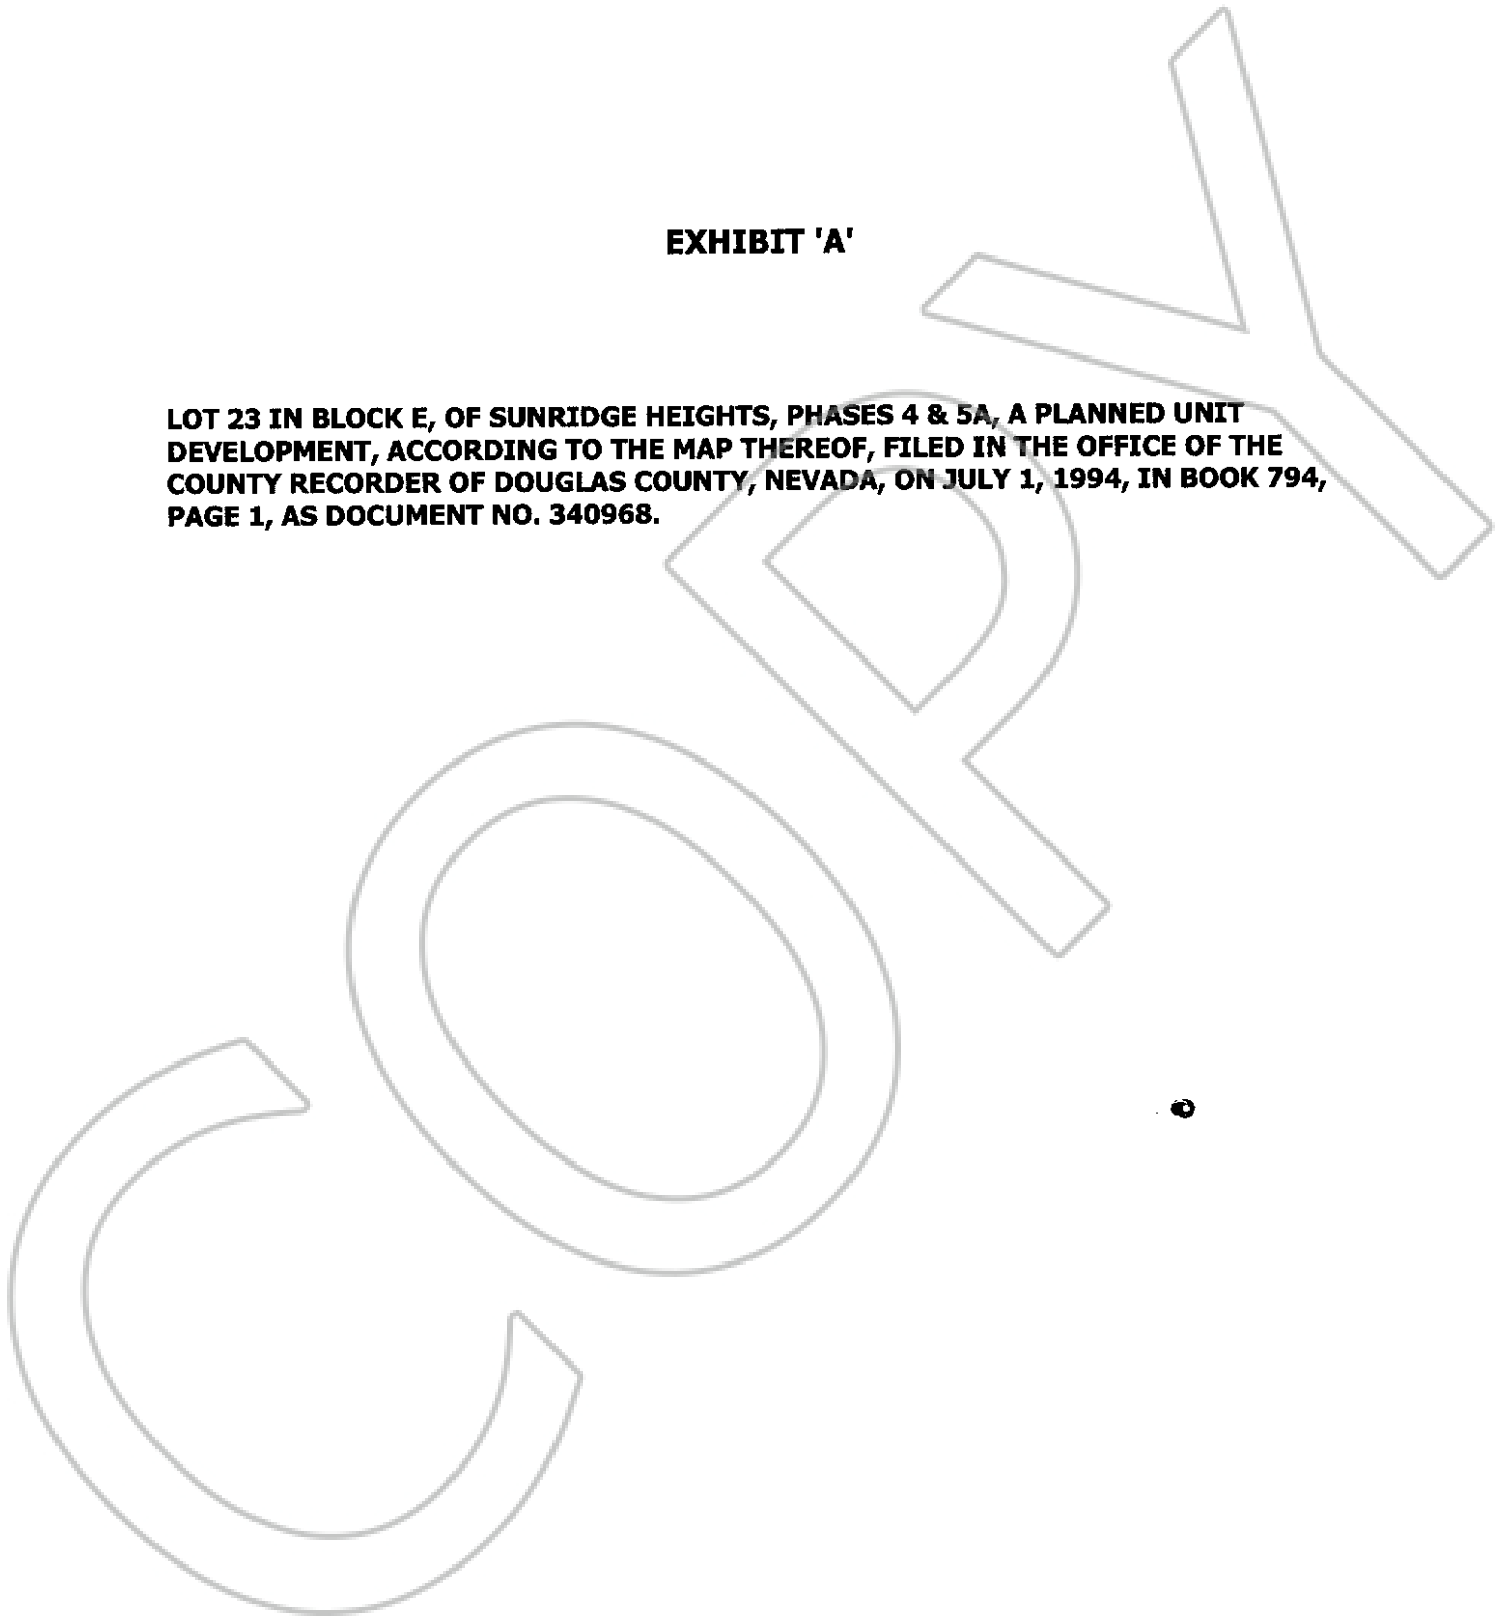 EXHIBIT 'A'
LOT 23 IN BLOCK E, OF SUNRIDGE HEIGHTS, PHASES 4 & 5A, A PLANNED UNIT
DEVELOPMENT, ACCORDING TO THE MAP THEREOF, FILED IN THE OFFICE OF THE
COUNTY RECORDER OF DOUGLAS COUNTY, NEVADA, ON JULY 1, 1994, IN BOOK 794,
PAGE 1, AS DOCUMENT NO. 340968.
COPY